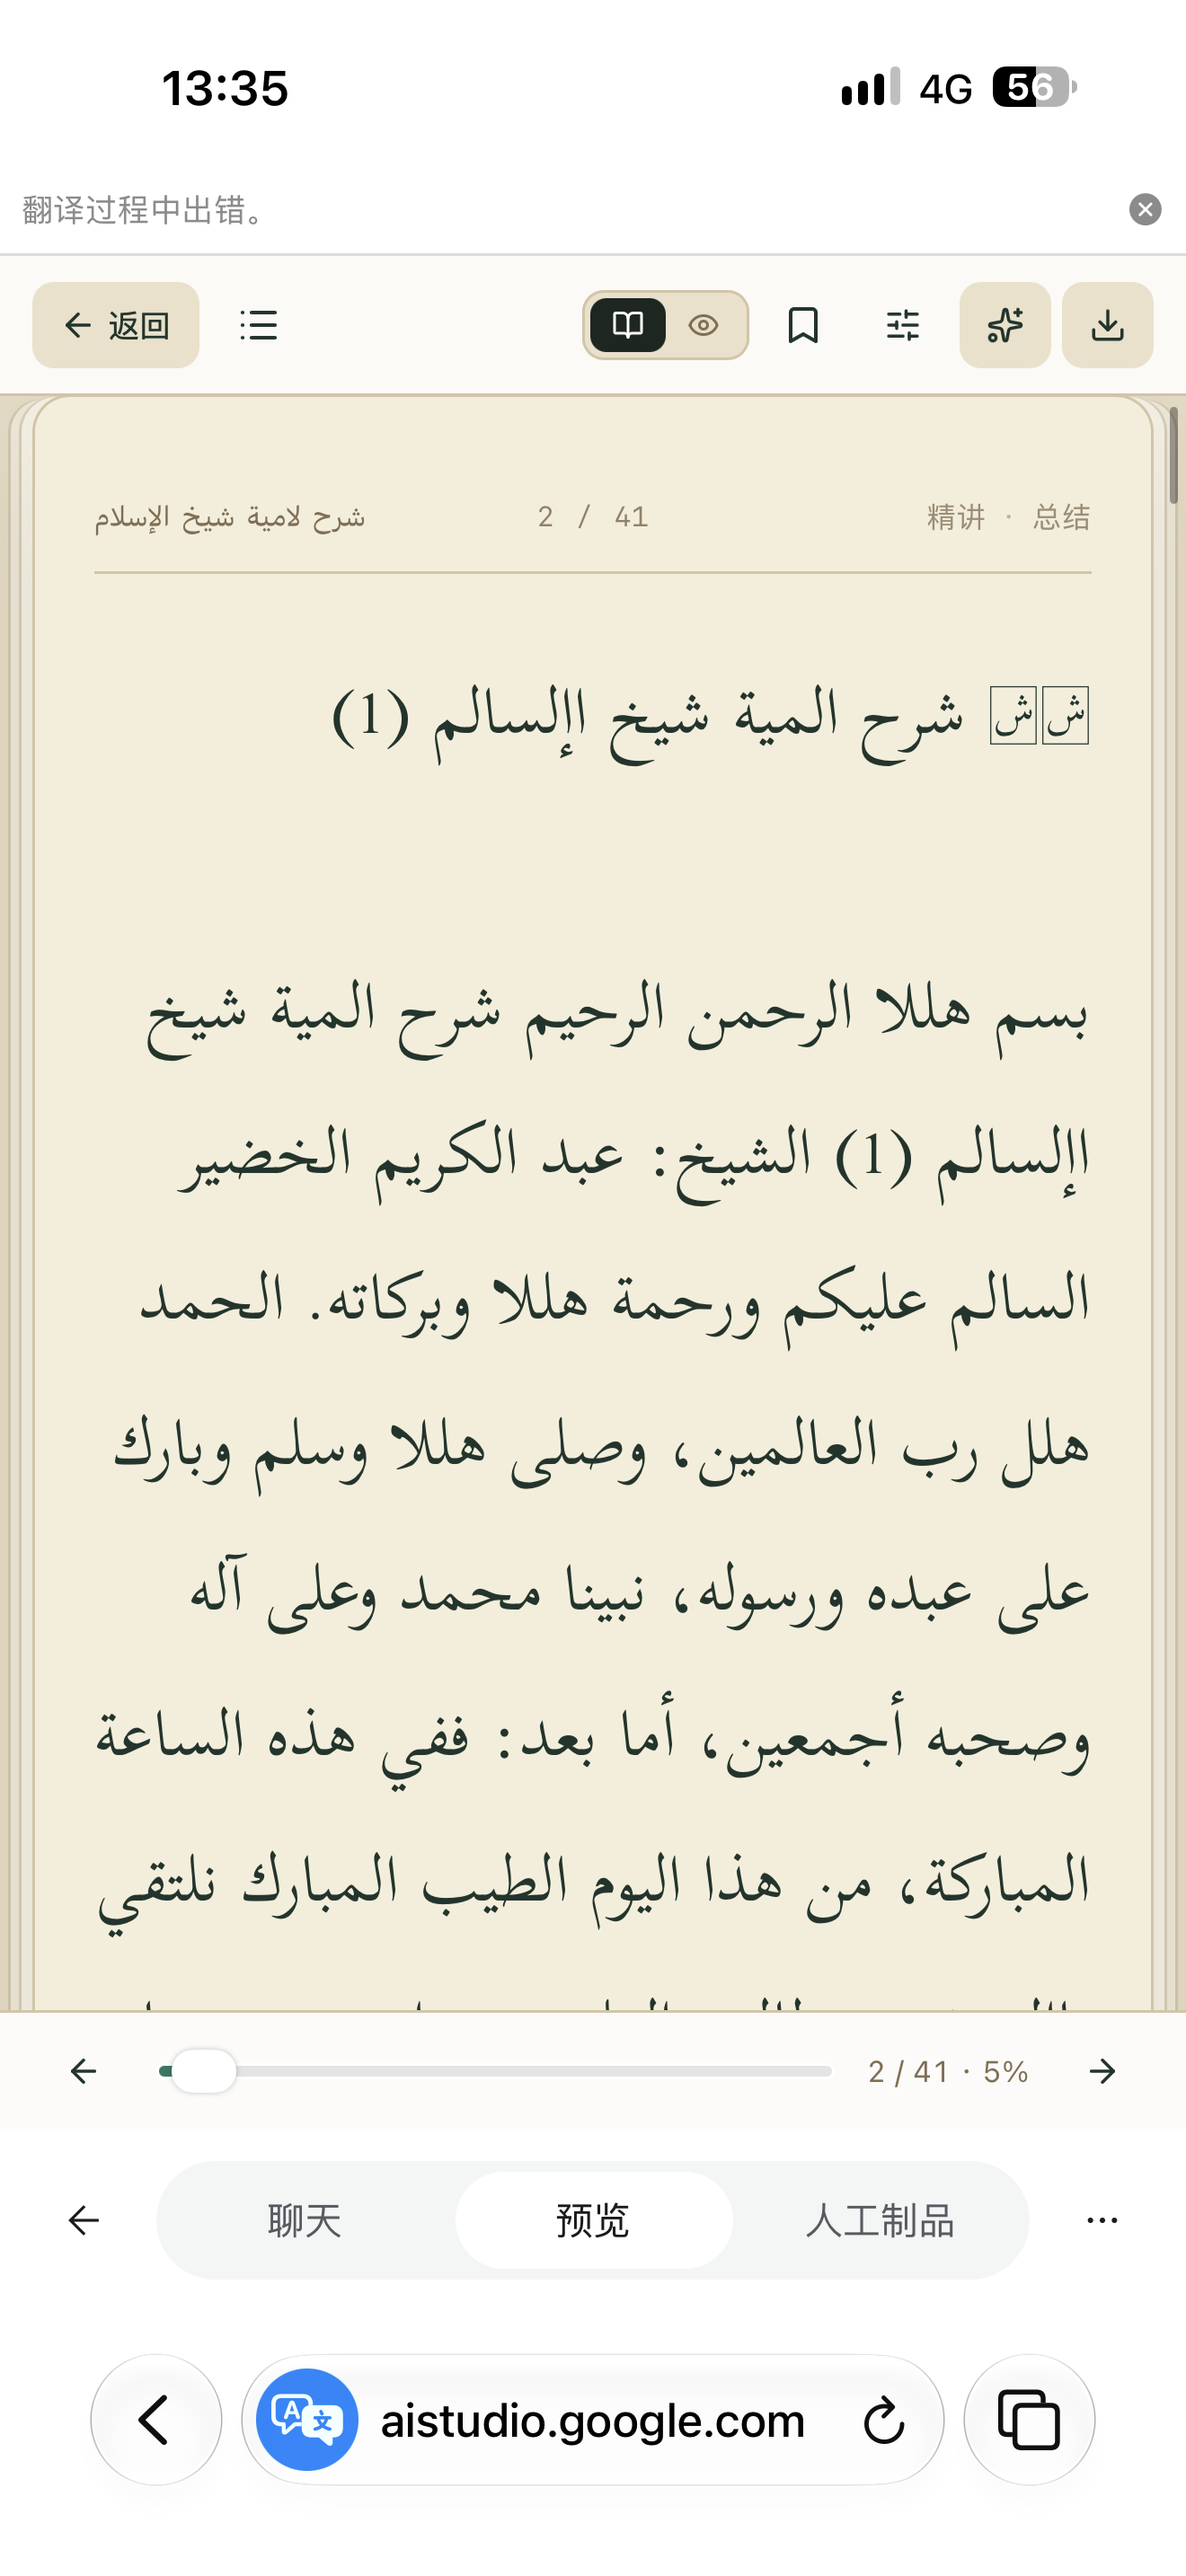 13:35 4G 56
翻译过程中出错。
返回
شرح لامية شيخ الإسلام 2 / 41 精讲 · 总结
شش شرح المية شيخ اإلسالم (1)
بسم هللا الرحمن الرحيم شرح المية شيخ
اإلسالم (1) الشيخ: عبد الكريم الخضير
السالم عليكم ورحمة هللا وبركاته. الحمد
هلل رب العالمين، وصلى هللا وسلم وبارك
على عبده ورسوله، نبينا محمد وعلى آله
وصحبه أجمعين، أما بعد: ففي هذه الساعة
المباركة، من هذا اليوم الطيب المبارك نلتقي
2 / 41 · 5%
聊天 预览 人工制品
aistudio.google.com